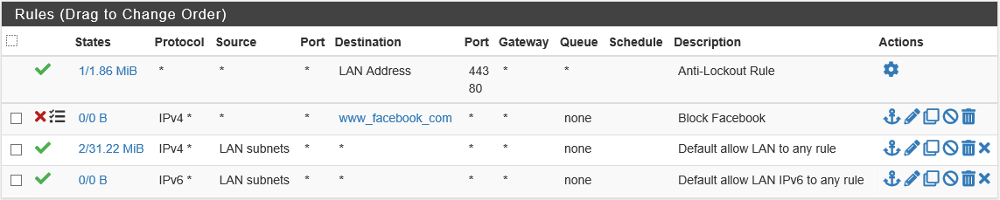 Rules (Drag to Change Order)
States Protocol Source Port Destination Port Gateway Queue Schedule Description Actions
1/1.86 MiB * * * LAN Address 443 * * Anti-Lockout Rule
80
0/0 B IPv4 * * * www_facebook_com * * none Block Facebook
2/31.22 MiB IPv4 * LAN subnets * * * * none Default allow LAN to any rule
0/0 B IPv6 * LAN subnets * * * * none Default allow LAN IPv6 to any rule